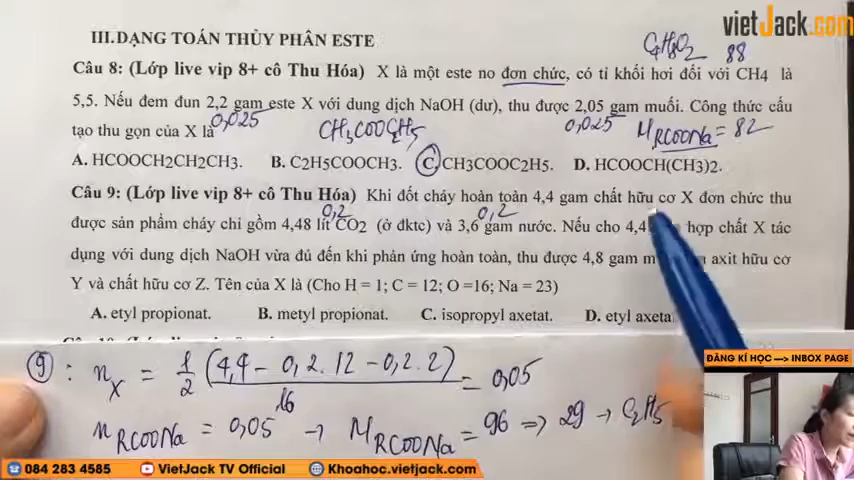 vietJack.com
III.DẠNG TOÁN THỦY PHÂN ESTE
C4H8O2 88
Câu 8: (Lớp live vip 8+ cô Thu Hóa) X là một este no đơn chức, có tỉ khối hơi đối với CH4 là
5,5. Nếu đem đun 2,2 gam este X với dung dịch NaOH (dư), thu được 2,05 gam muối. Công thức cấu
tạo thu gọn của X là 0,025 CH3COOC2H5 0,025 MRCOONa = 82
A. HCOOCH2CH2CH3. B. C2H5COOCH3. C. CH3COOC2H5. D. HCOOCH(CH3)2.
Câu 9: (Lớp live vip 8+ cô Thu Hóa) Khi đốt cháy hoàn toàn 4,4 gam chất hữu cơ X đơn chức thu
0,2 0,2
được sản phẩm cháy chỉ gồm 4,48 lít CO2 (ở đktc) và 3,6 gam nước. Nếu cho 4,4 hợp chất X tác
dụng với dung dịch NaOH vừa đủ đến khi phản ứng hoàn toàn, thu được 4,8 gam axit hữu cơ
Y và chất hữu cơ Z. Tên của X là (Cho H = 1; C = 12; O =16; Na = 23)
A. etyl propionat. B. metyl propionat. C. isopropyl axetat. D. etyl axeta
9 : nX = 1/2 (4,4 - 0,2.12 - 0,2.2)/16 = 0,05
nRCOONa = 0,05 → MRCOONa = 96 ⇒ 29 → C2H5
ĐĂNG KÍ HỌC --> INBOX PAGE
084 283 4585 VietJack TV Official Khoahoc.vietjack.com